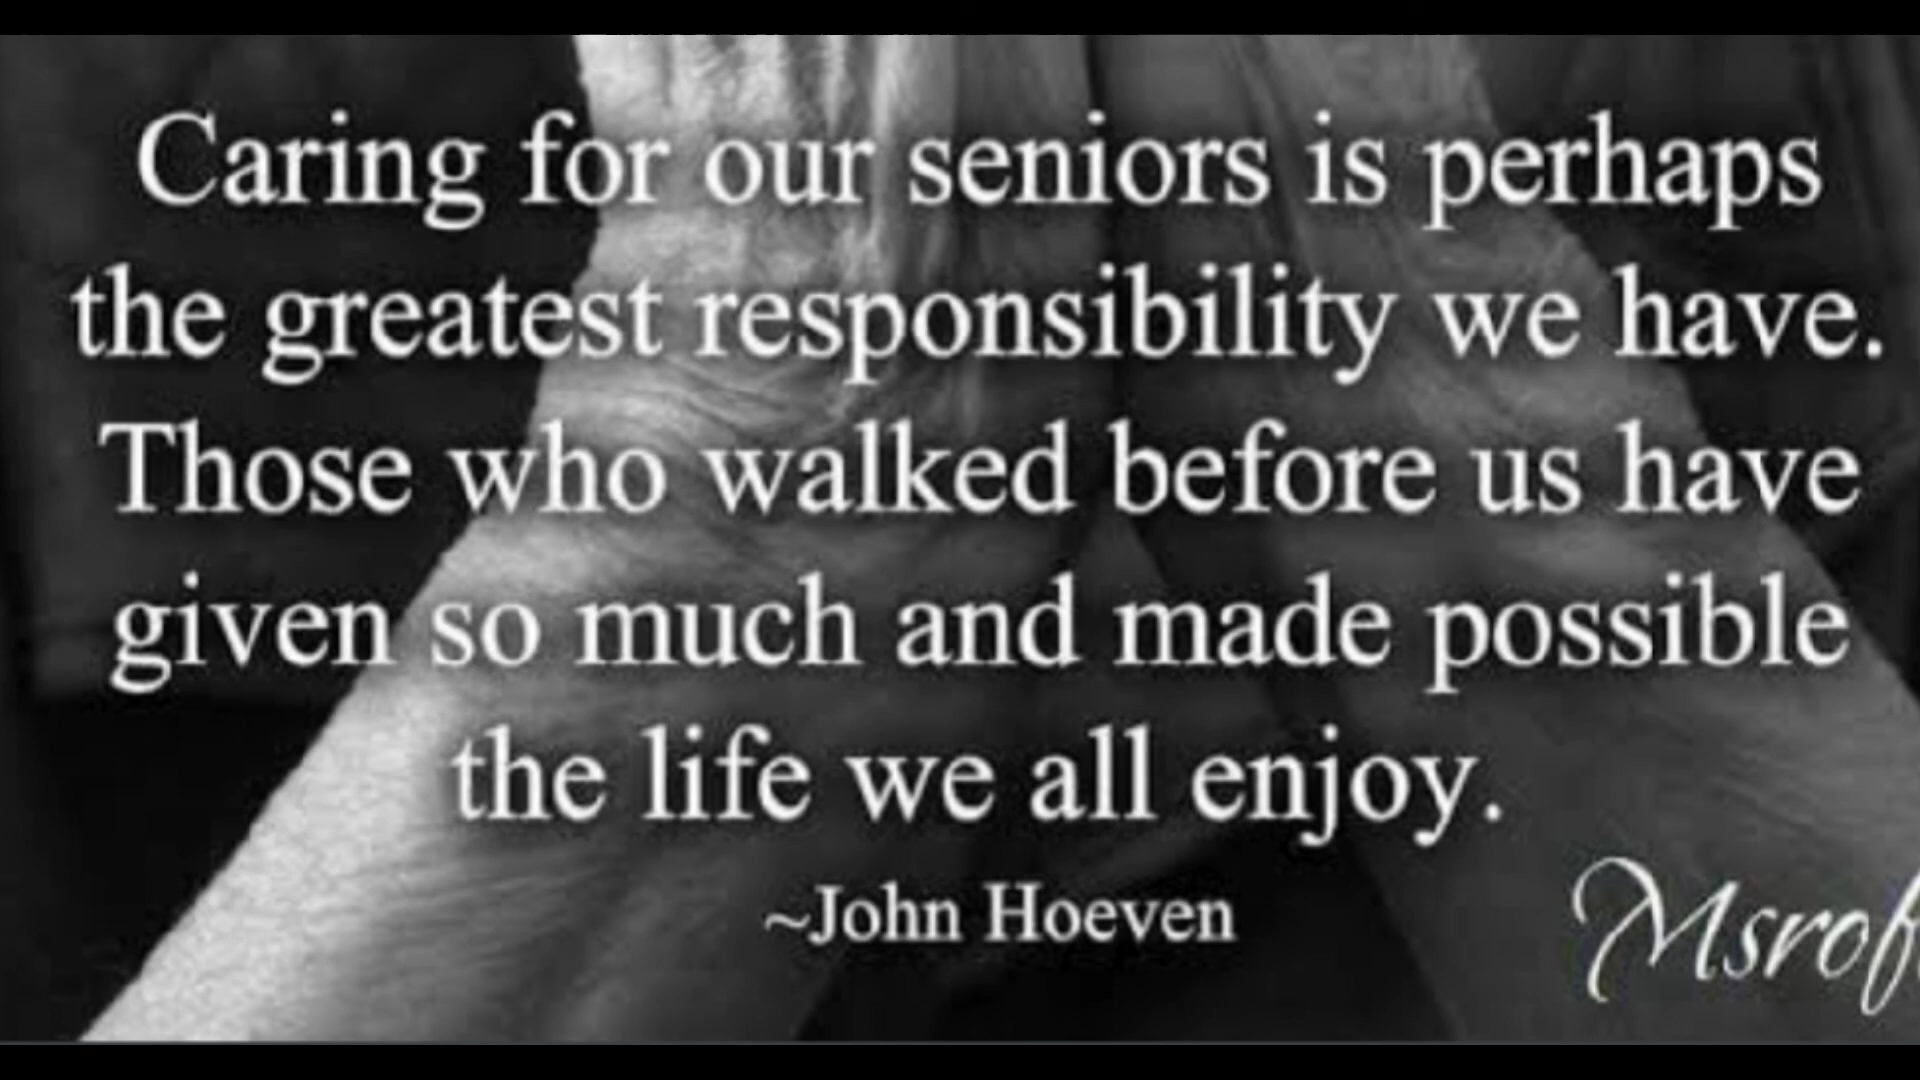 Caring for our seniors is perhaps
the greatest responsibility we have.
Those who walked before us have
given so much and made possible
the life we all enjoy.
~John Hoeven